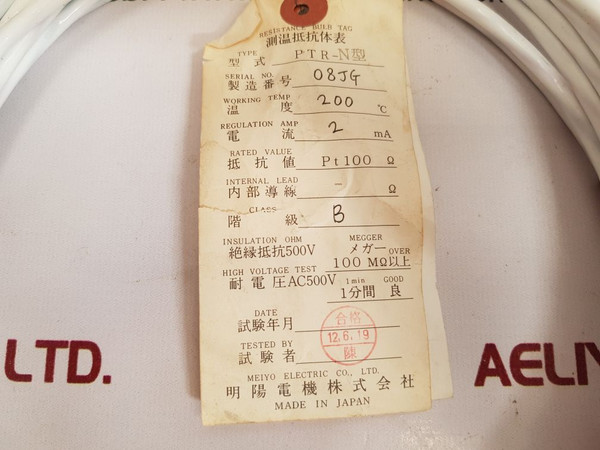 RESISTANCE BULB TAG
測温抵抗体表
TYPE
型式 PTR-N型
SERIAL NO.
製造番号 08JG
WORKING TEMP
温度 200 ℃
REGULATION AMP
電流 2 mA
RATED VALUE
抵抗値 Pt100 Ω
INTERNAL LEAD
内部導線 - Ω
CLASS
階級 B
INSULATION OHM MEGGER
絶縁抵抗500V メガー OVER
100 MΩ以上
HIGH VOLTAGE TEST 1min GOOD
耐電圧AC500V 1分間 良
DATE
試験年月
合格
12.6.19
陳
TESTED BY
試験者
MEIYO ELECTRIC CO., LTD.
明陽電機株式会社
MADE IN JAPAN
LTD.
AELIY